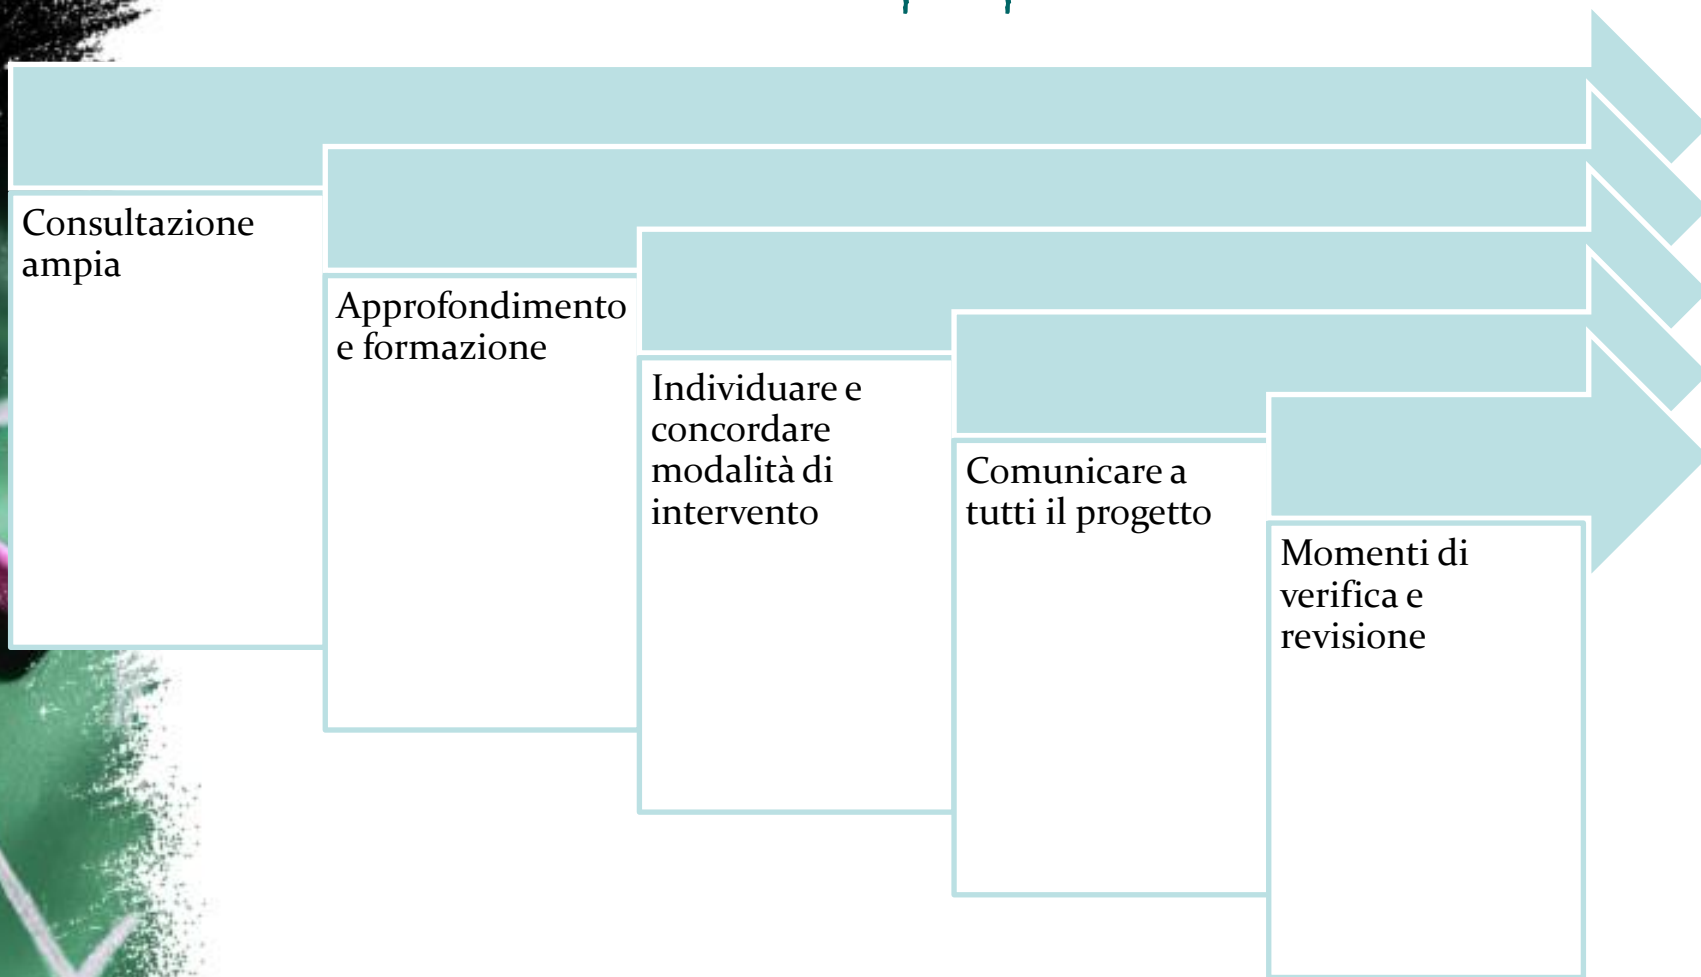 Consultazione
ampia
Approfondimento
e formazione
Individuare e
concordare
modalità di
intervento
Comunicare a
tutti il progetto
Momenti di
verifica e
revisione